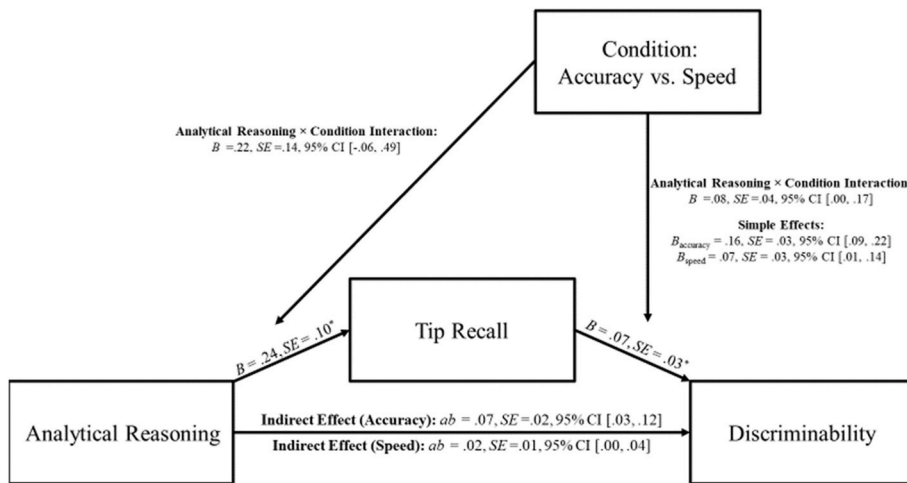 Condition:
Accuracy vs. Speed
Analytical Reasoning × Condition Interaction:
B =.22, SE =.14, 95% CI [-.06, .49]
Analytical Reasoning × Condition Interaction
B =.08, SE =.04, 95% CI [.00, .17]
Simple Effects:
Baccuracy = .16, SE = .03, 95% CI [.09, .22]
Bspeed = .07, SE = .03, 95% CI [.01, .14]
Tip Recall
B = .24, SE = .10*
B = .07, SE = .03*
Analytical Reasoning
Indirect Effect (Accuracy): ab = .07, SE =.02, 95% CI [.03, .12]
Indirect Effect (Speed): ab = .02, SE =.01, 95% CI [.00, .04]
Discriminability